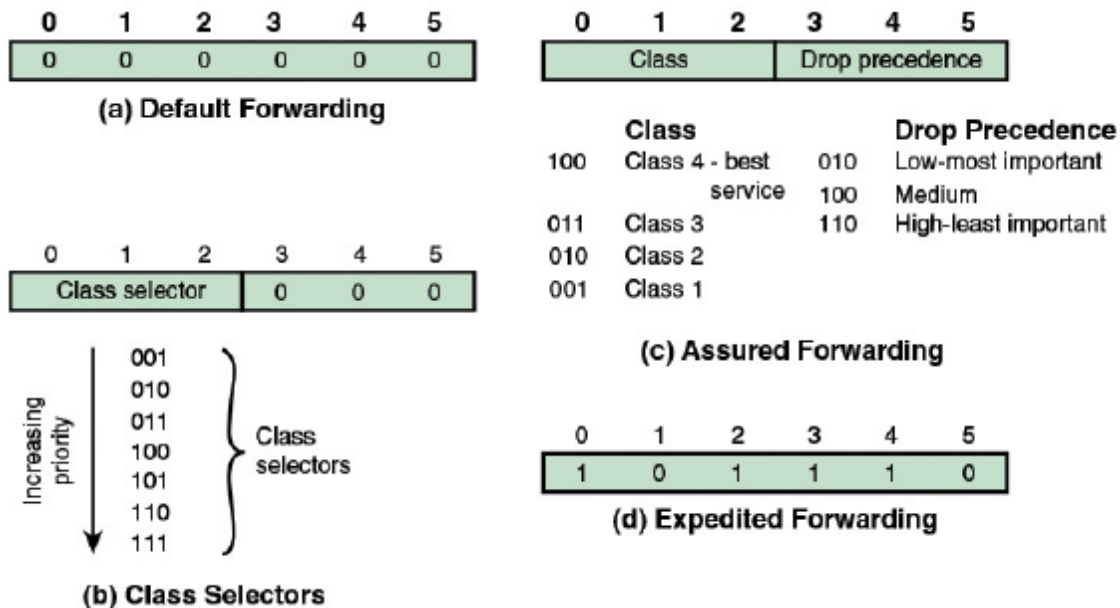 0 1 2 3 4 5
0 0 0 0 0 0
(a) Default Forwarding
0 1 2 3 4 5
Class selector 0 0 0
Increasing
priority
001
010
011
100
101
110
111
Class
selectors
(b) Class Selectors
0 1 2 3 4 5
Class Drop precedence
Class Drop Precedence
100 Class 4 - best 010 Low-most important
service 100 Medium
011 Class 3 110 High-least important
010 Class 2
001 Class 1
(c) Assured Forwarding
0 1 2 3 4 5
1 0 1 1 1 0
(d) Expedited Forwarding